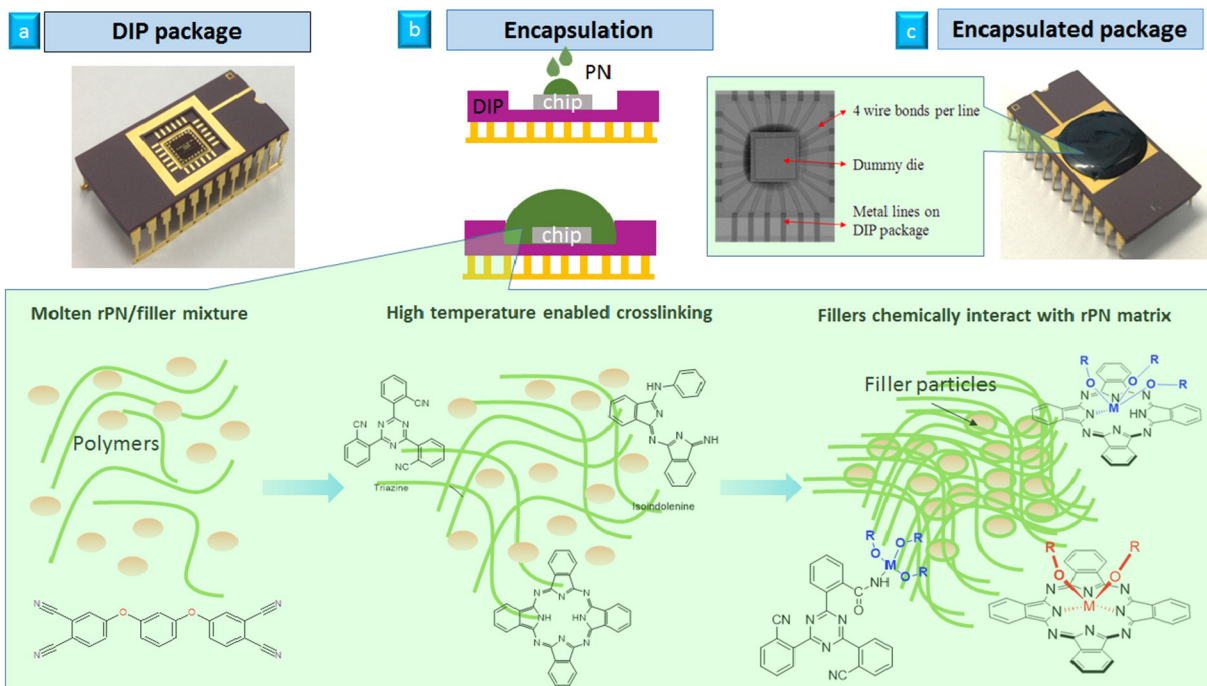 a
DIP package
b
Encapsulation
c
Encapsulated package
PN
chip
DIP
chip
4 wire bonds per line
Dummy die
Metal lines on
DIP package
Molten rPN/filler mixture
High temperature enabled crosslinking
Fillers chemically interact with rPN matrix
Polymers
Filler particles
CN
CN
NC
N
N
N
Triazine
HN
N
N
N
NH
Isoindolenine
N
N
N
N
O
O
N
N
N
N
NH
HN
N
N
N
R
R
R
O
O
O
M
N
N
N
N
HN
N
N
N
R
R
R
O
O
O
M
NH
O
CN
N
N
N
NC
R
R
O
O
M
N
N
N
N
N
N
N
N